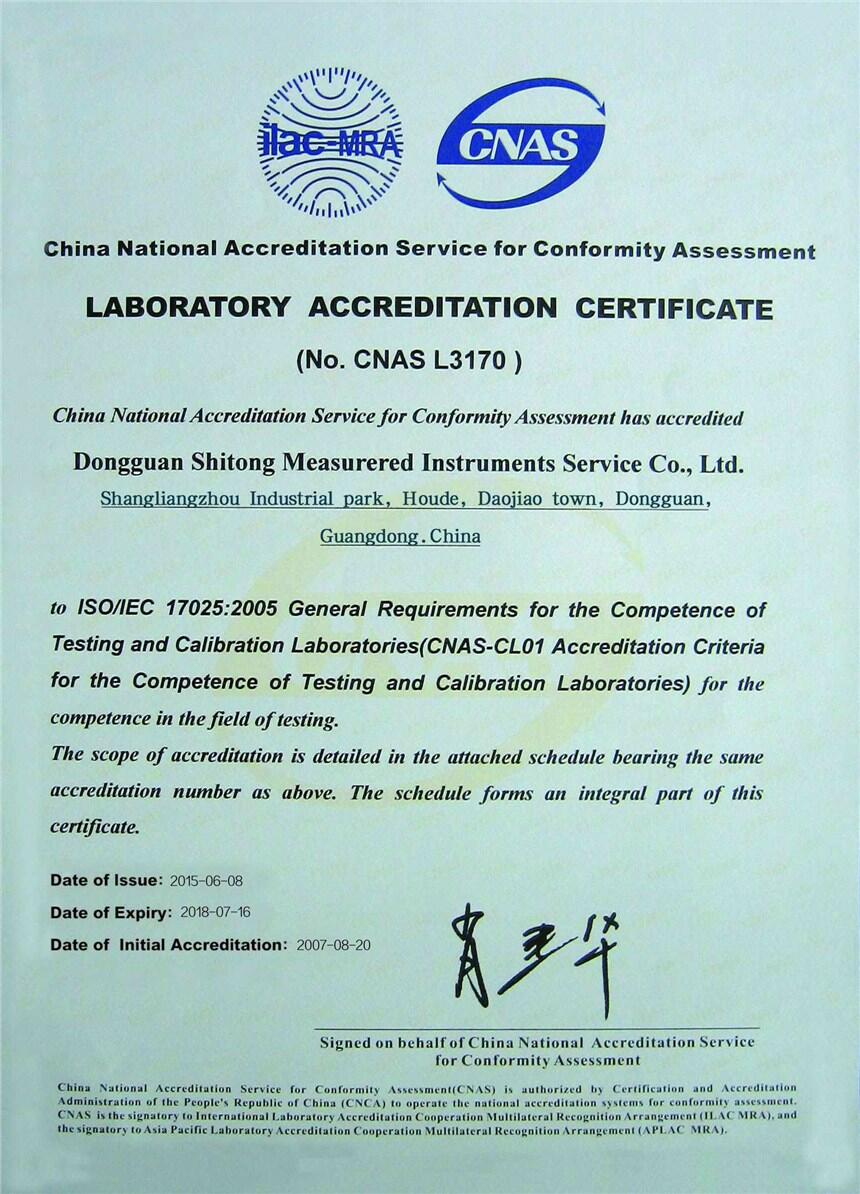 ilac-MRA
CNAS
China National Accreditation Service for Conformity Assessment
LABORATORY ACCREDITATION CERTIFICATE
(No. CNAS L3170 )
China National Accreditation Service for Conformity Assessment has accredited
Dongguan Shitong Measurered Instruments Service Co., Ltd.
Shangliangzhou Industrial park, Houde, Daojiao town, Dongguan,
Guangdong.China
to ISO/IEC 17025:2005 General Requirements for the Competence of
Testing and Calibration Laboratories(CNAS-CL01 Accreditation Criteria
for the Competence of Testing and Calibration Laboratories) for the
competence in the field of testing.
The scope of accreditation is detailed in the attached schedule bearing the same
accreditation number as above. The schedule forms an integral part of this
certificate.
Date of Issue: 2015-06-08
Date of Expiry: 2018-07-16
Date of Initial Accreditation: 2007-08-20
Signed on behalf of China National Accreditation Service
for Conformity Assessment
China National Accreditation Service for Conformity Assessment(CNAS) is authorized by Certification and Accreditation
Administration of the People's Republic of China (CNCA) to operate the national accreditation systems for conformity assessment.
CNAS is the signatory to International Laboratory Accreditation Cooperation Multilateral Recognition Arrangement (ILAC MRA), and
the signatory to Asia Pacific Laboratory Accreditation Cooperation Multilateral Recognition Arrangement (APLAC MRA).